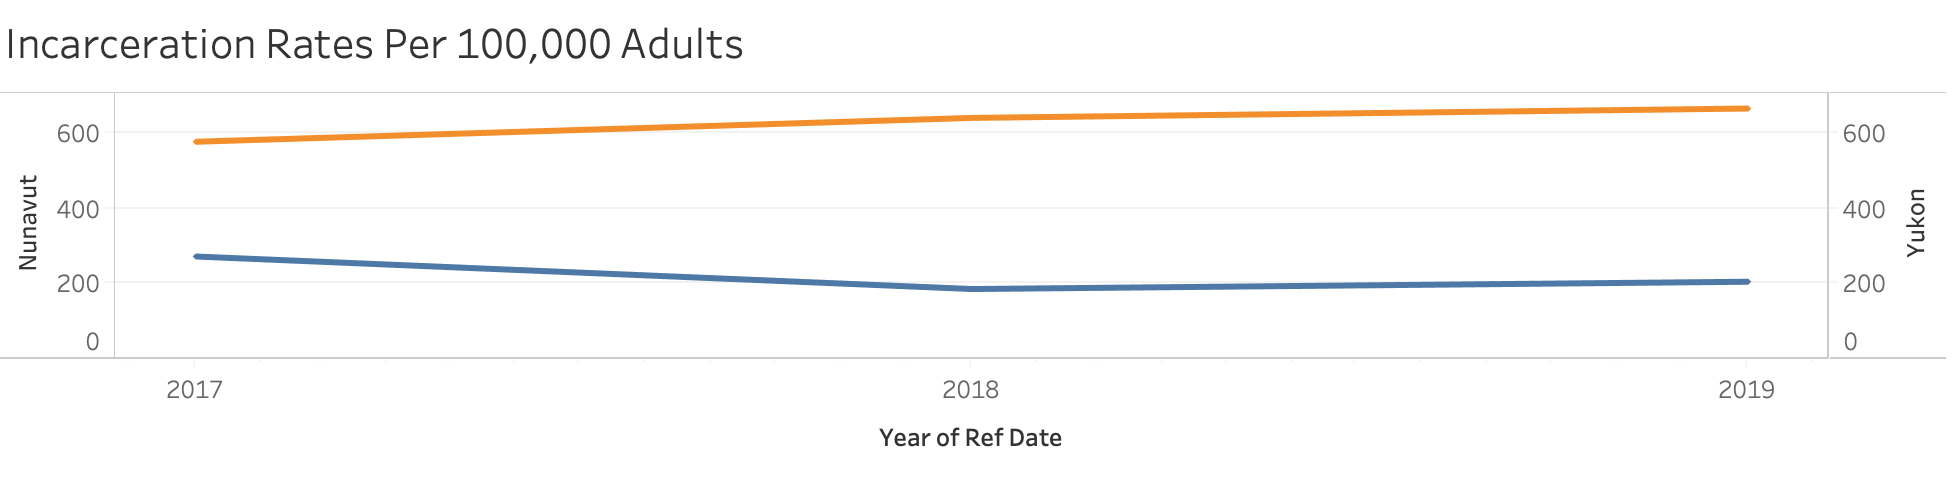 Incarceration Rates Per 100,000 Adults
Nunavut
600
400
200
0
600
400
200
0
Yukon
2017 2018 2019
Year of Ref Date